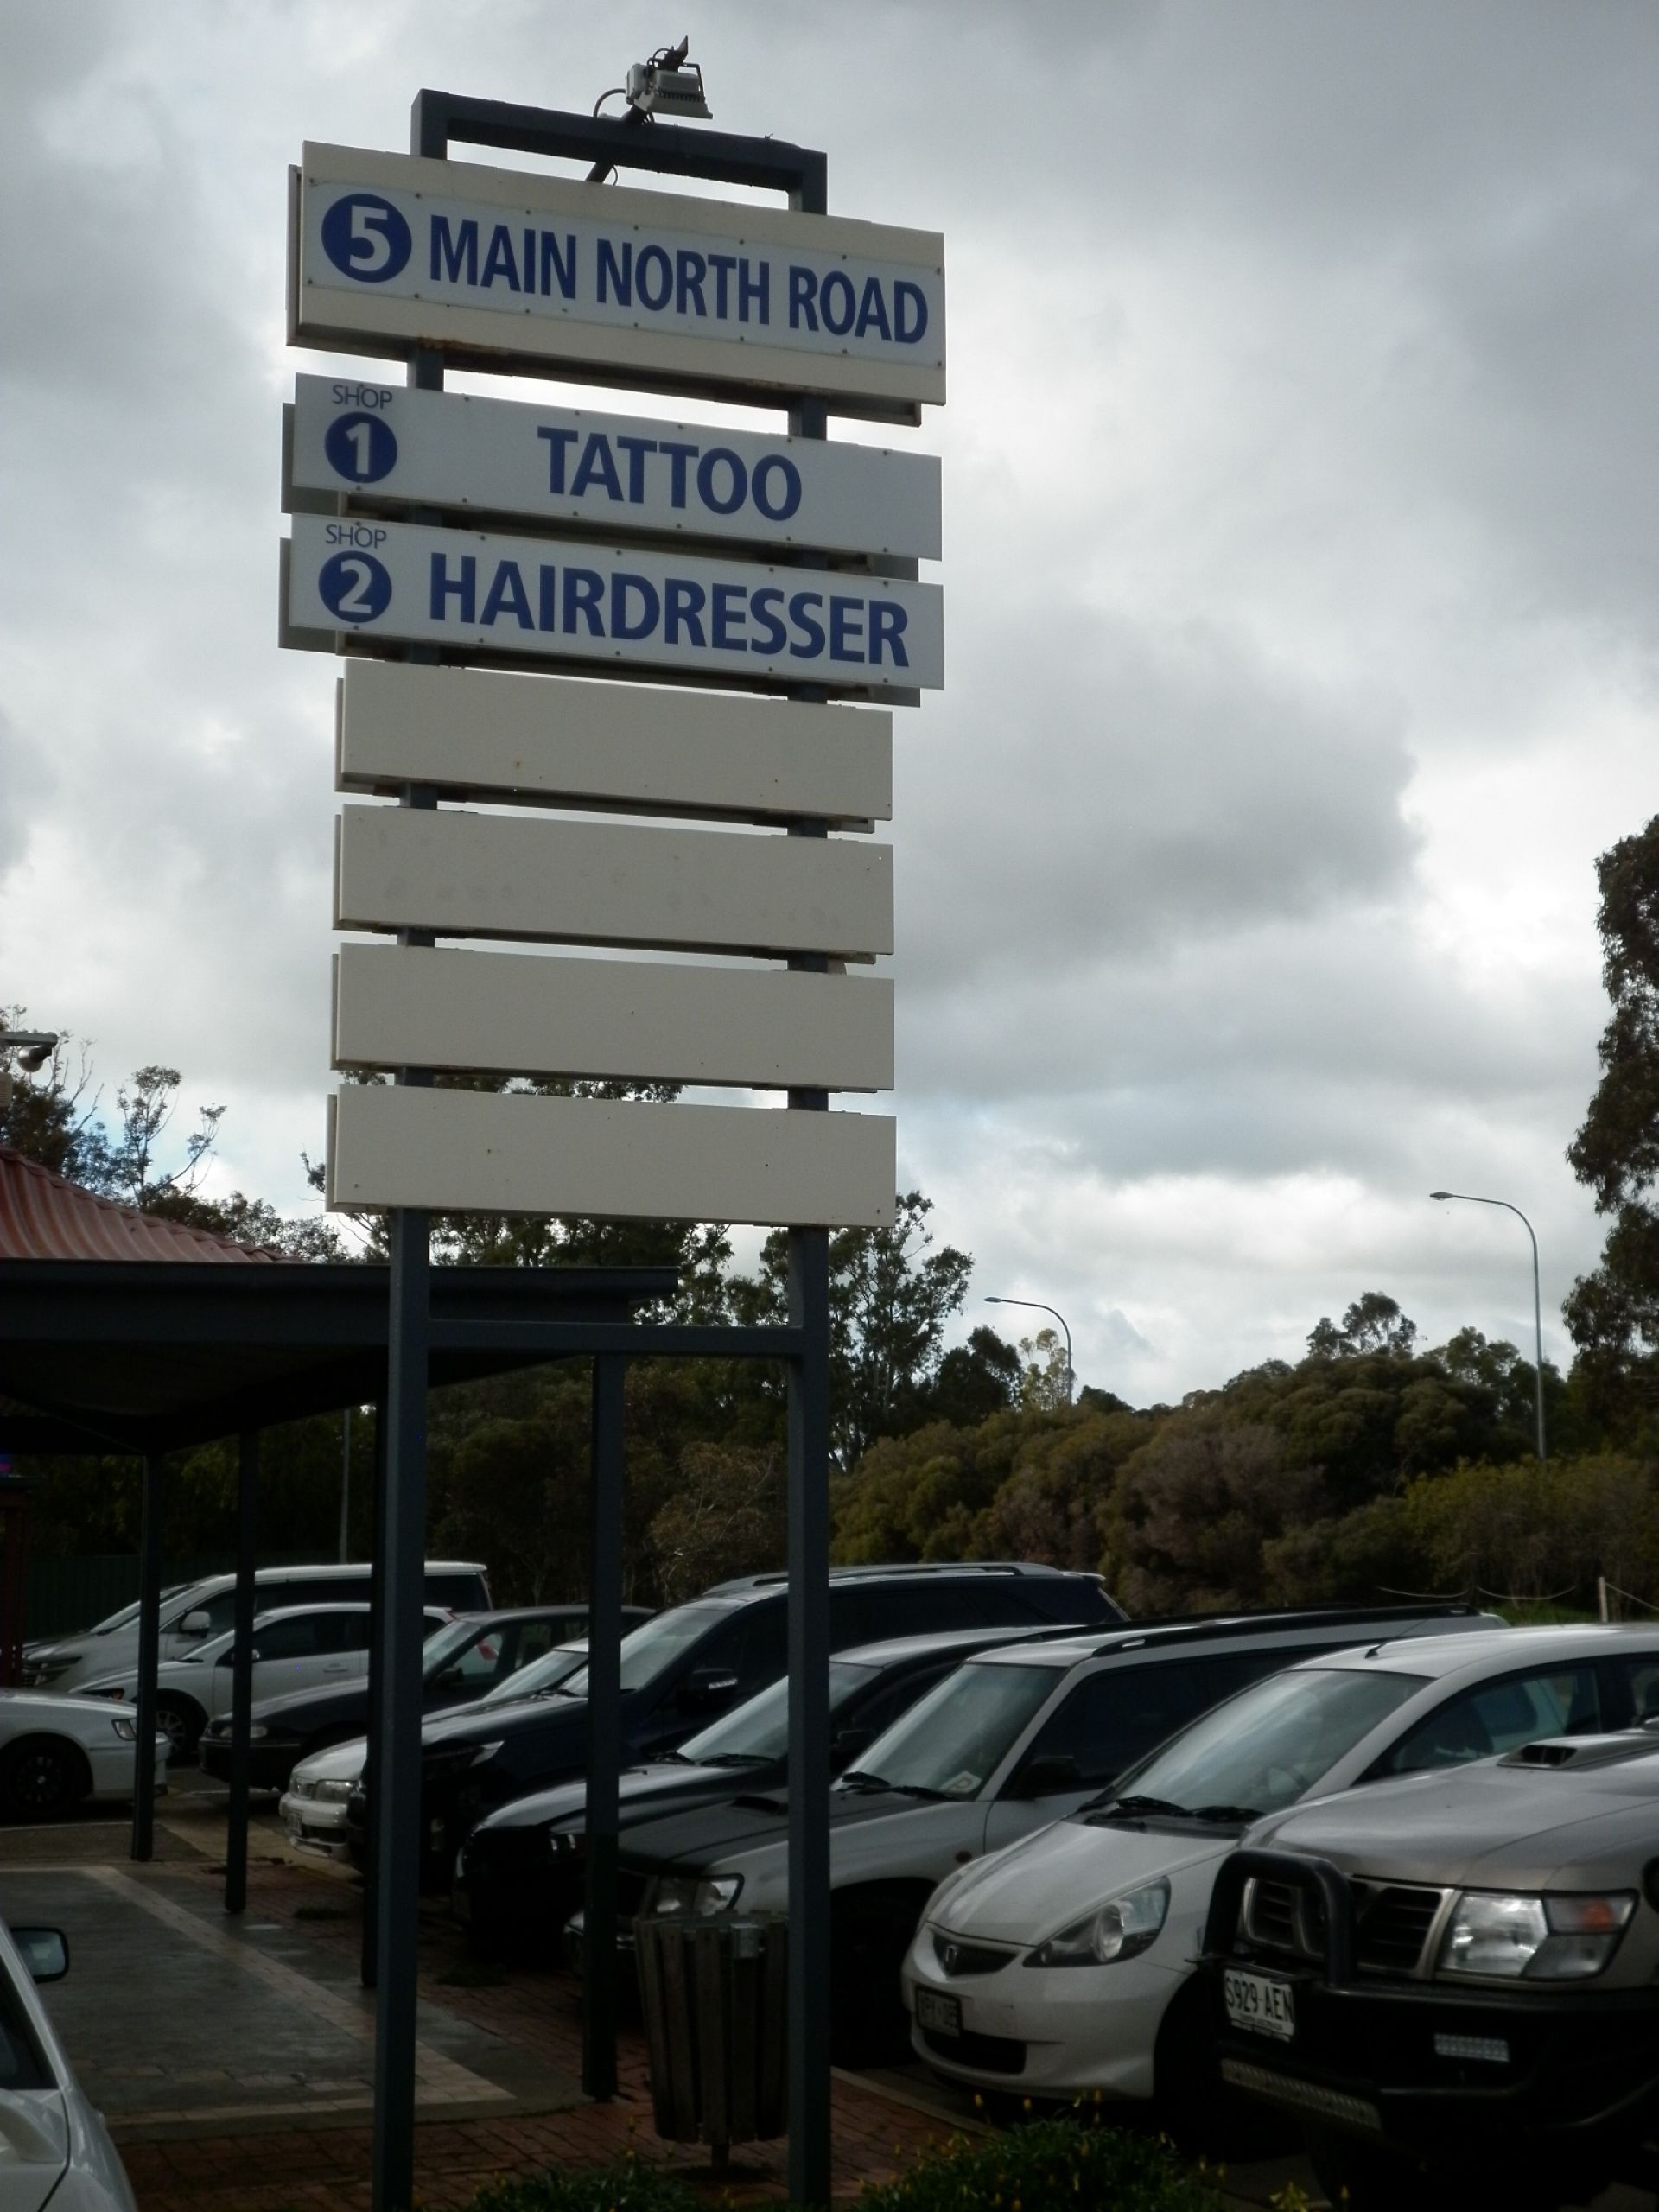 5 MAIN NORTH ROAD
SHOP
1 TATTOO
SHOP
2 HAIRDRESSER
S929·AEN